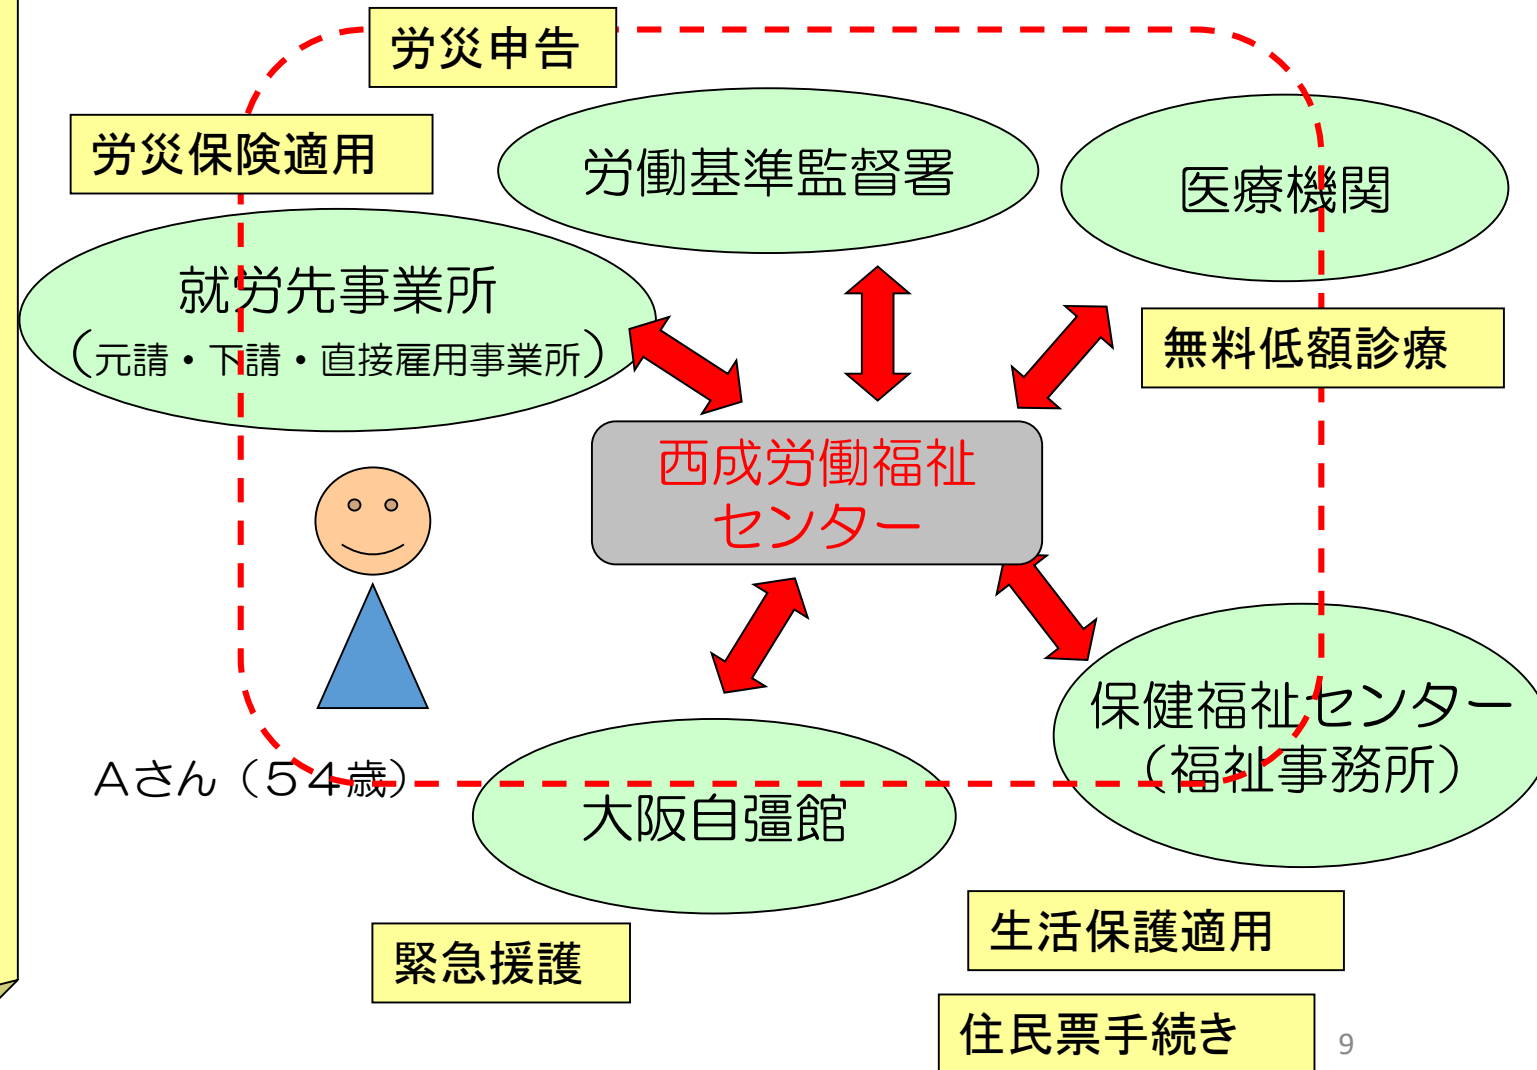 労災申告
労災保険適用
労働基準監督署
医療機関
就労先事業所
（元請・下請・直接雇用事業所）
無料低額診療
西成労働福祉
センター
保健福祉センター
（福祉事務所）
Aさん（５４歳）
大阪自彊館
生活保護適用
緊急援護
住民票手続き
9